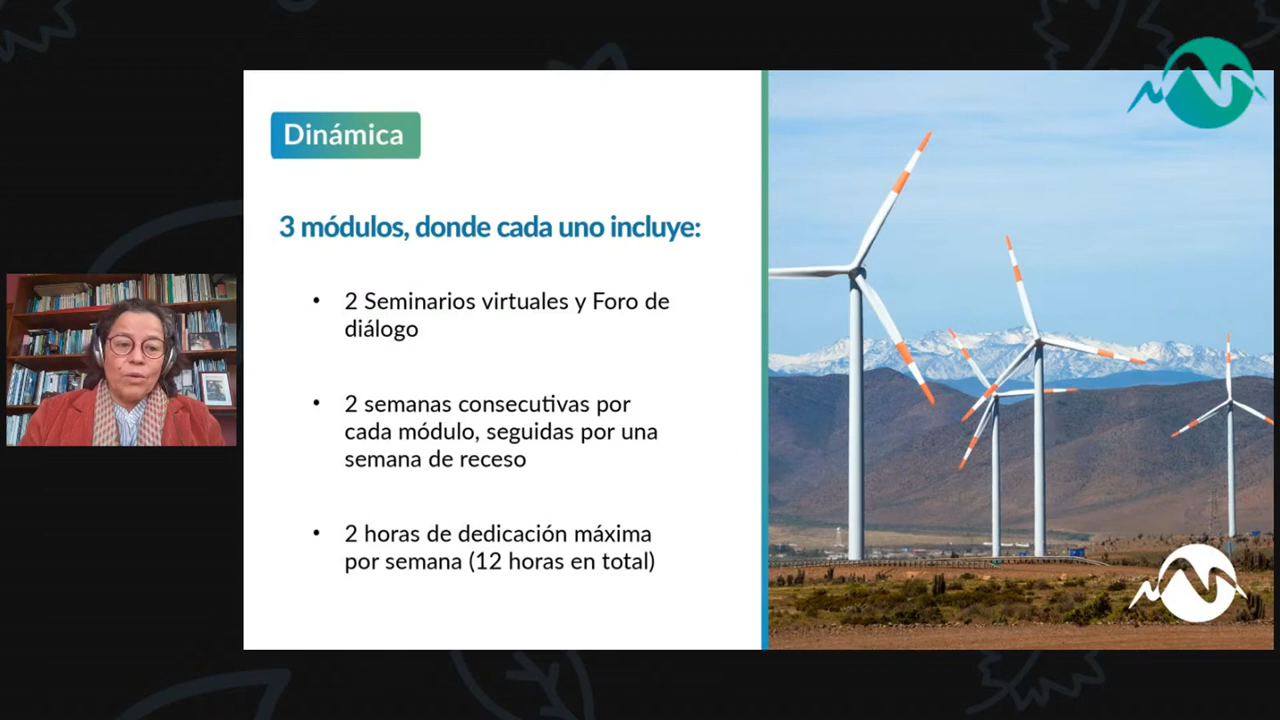 Dinámica
3 módulos, donde cada uno incluye:
• 2 Seminarios virtuales y Foro de
diálogo
• 2 semanas consecutivas por
cada módulo, seguidas por una
semana de receso
• 2 horas de dedicación máxima
por semana (12 horas en total)